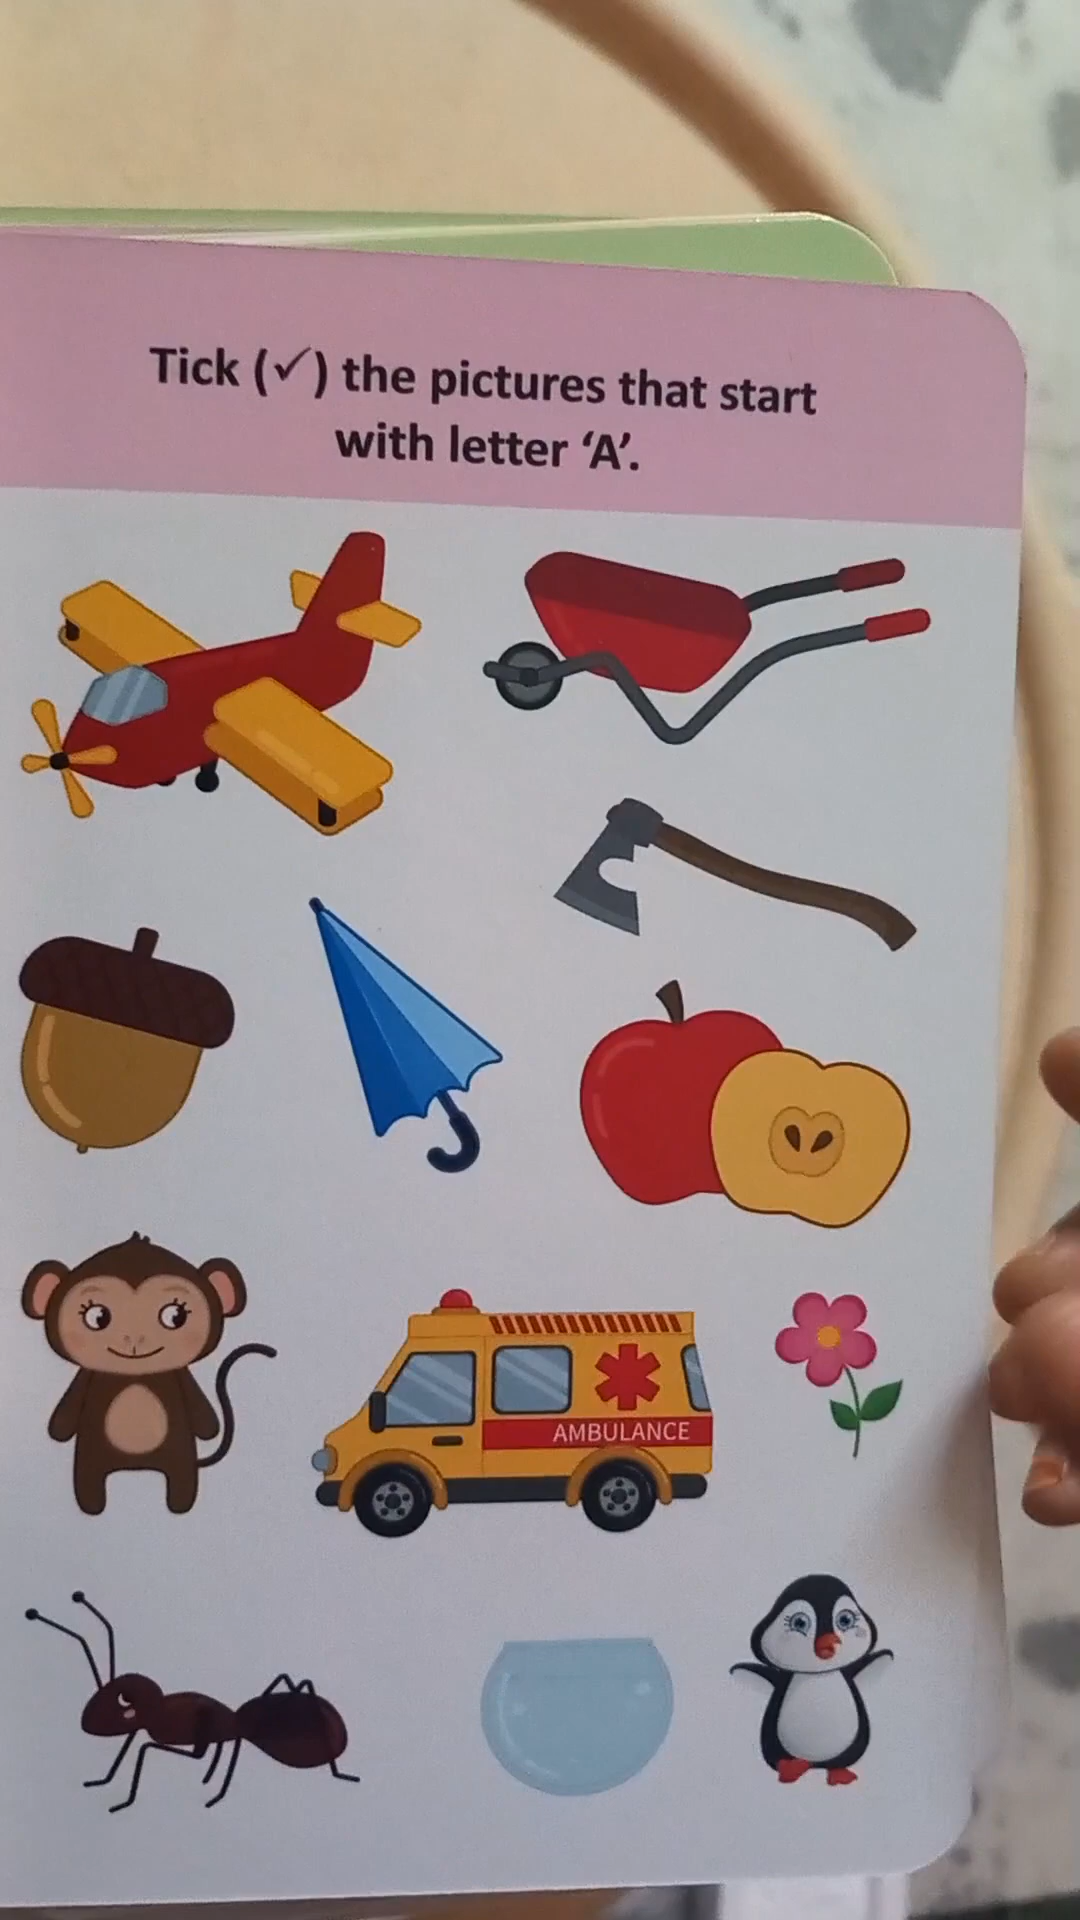 Tick (✓) the pictures that start
with letter ‘A’.
AMBULANCE